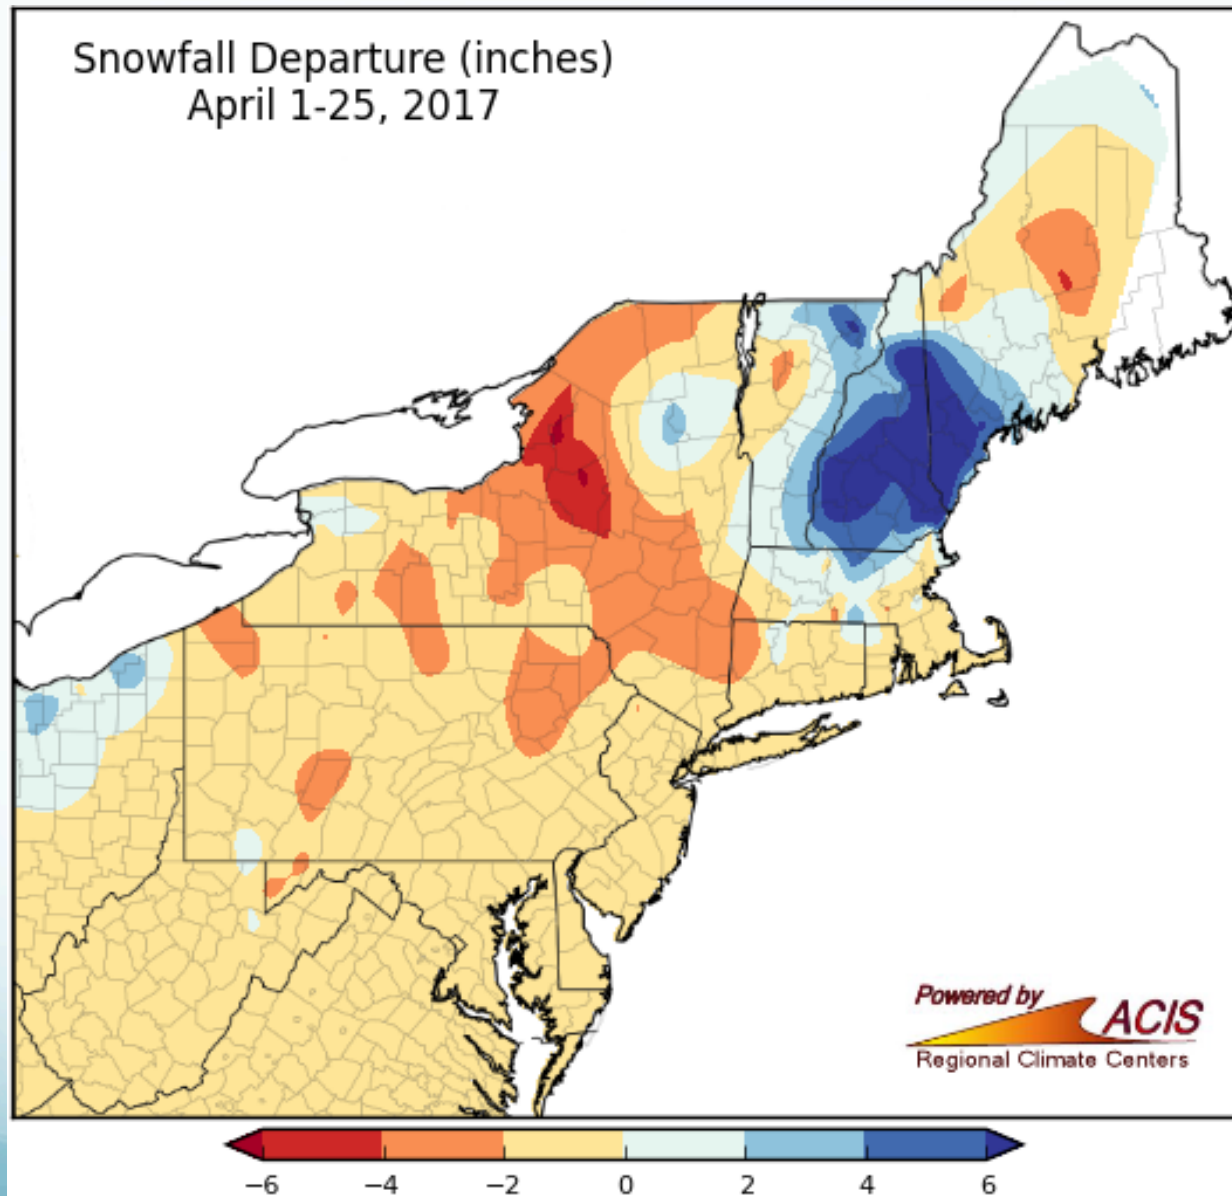 Snowfall Departure (inches)
April 1-25, 2017
Powered by
ACIS
Regional Climate Centers
−6 −4 −2 0 2 4 6